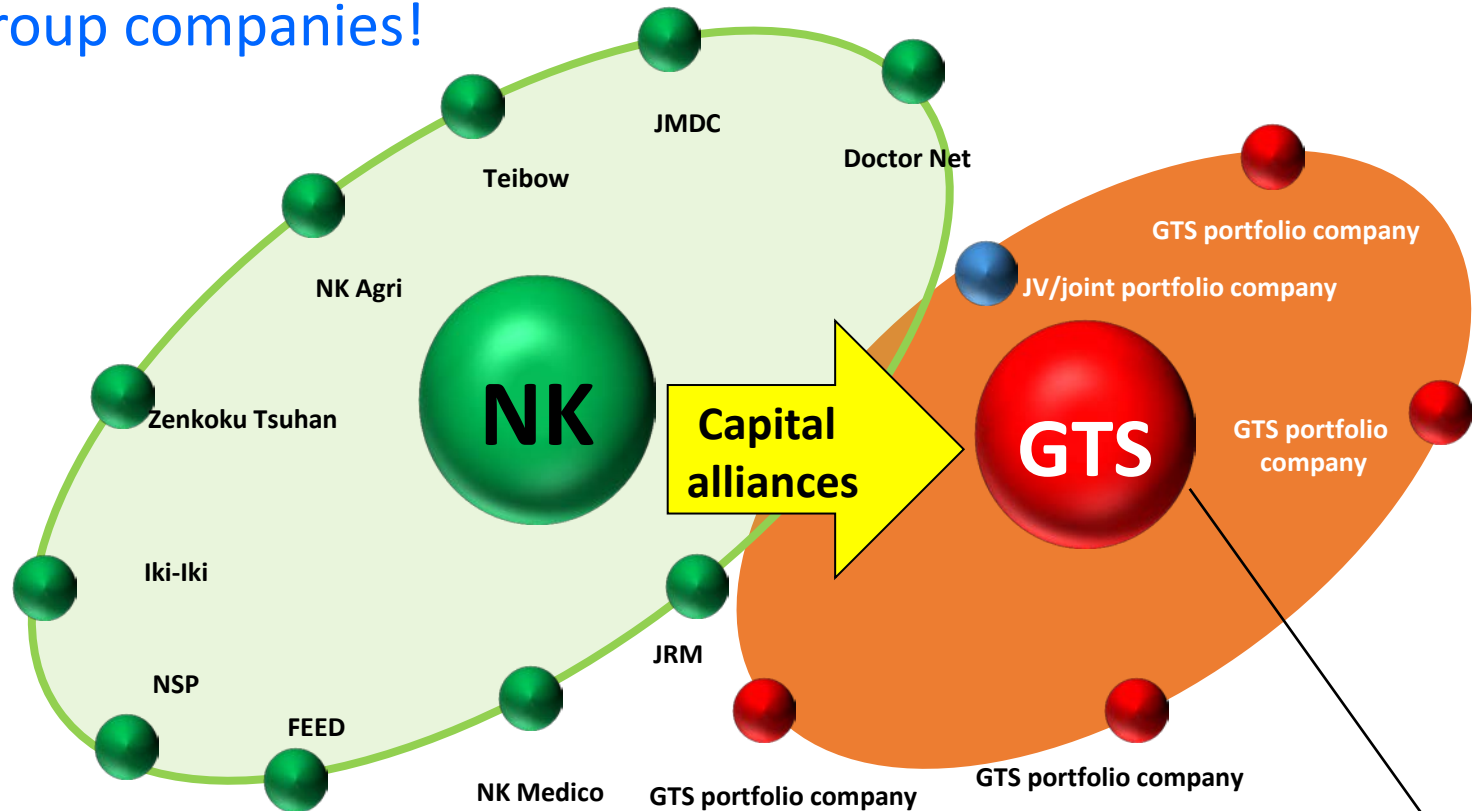 roup companies!
JMDC
Doctor Net
Teibow
GTS portfolio company
NK Agri
JV/joint portfolio company
NK
Capital
alliances
GTS
Zenkoku Tsuhan
GTS portfolio
company
Iki-Iki
JRM
NSP
FEED
NK Medico
GTS portfolio company
GTS portfolio company